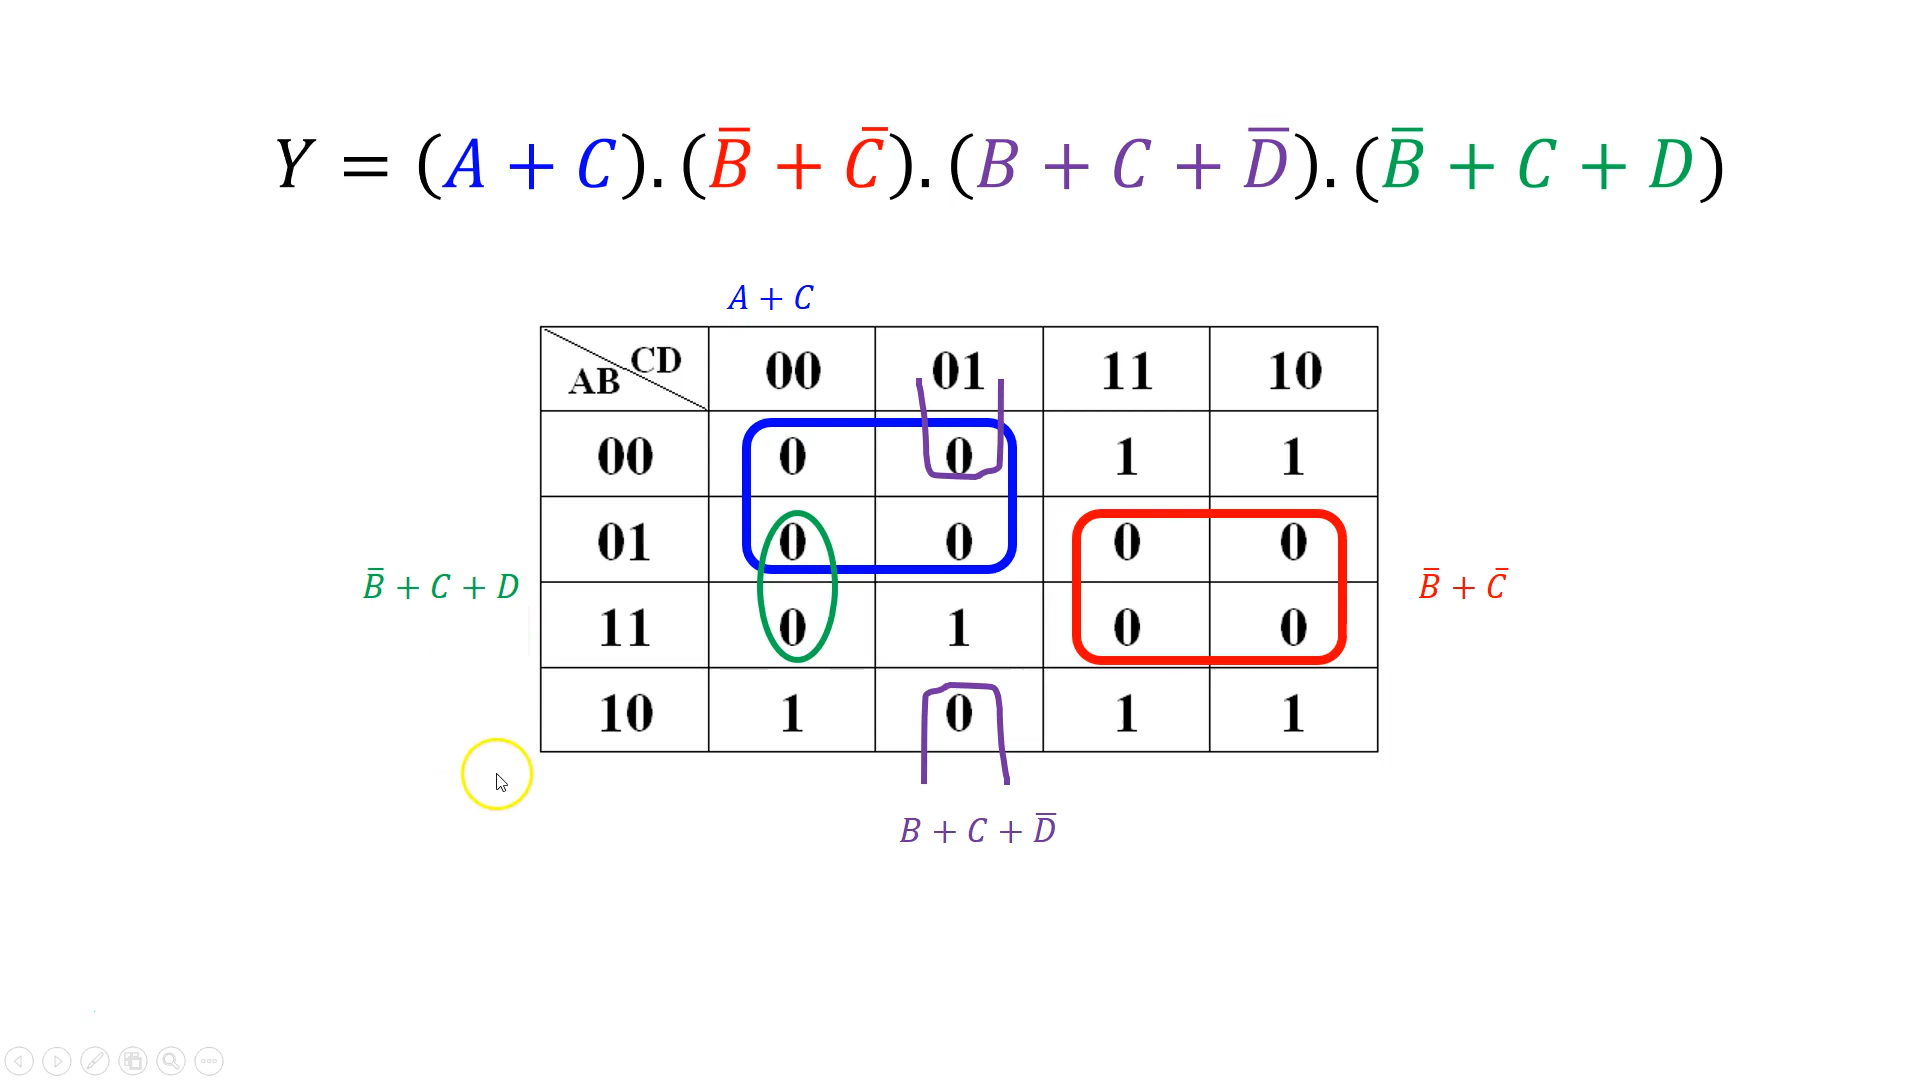 Y = (A + C).(B̅ + C̅).(B + C + D̅).(B̅ + C + D)
A + C
AB CD 00 01 11 10
00 0 0 1 1
01 0 0 0 0
B̅ + C + D
B̅ + C̅
11 0 1 0 0
10 1 0 1 1
B + C + D̅